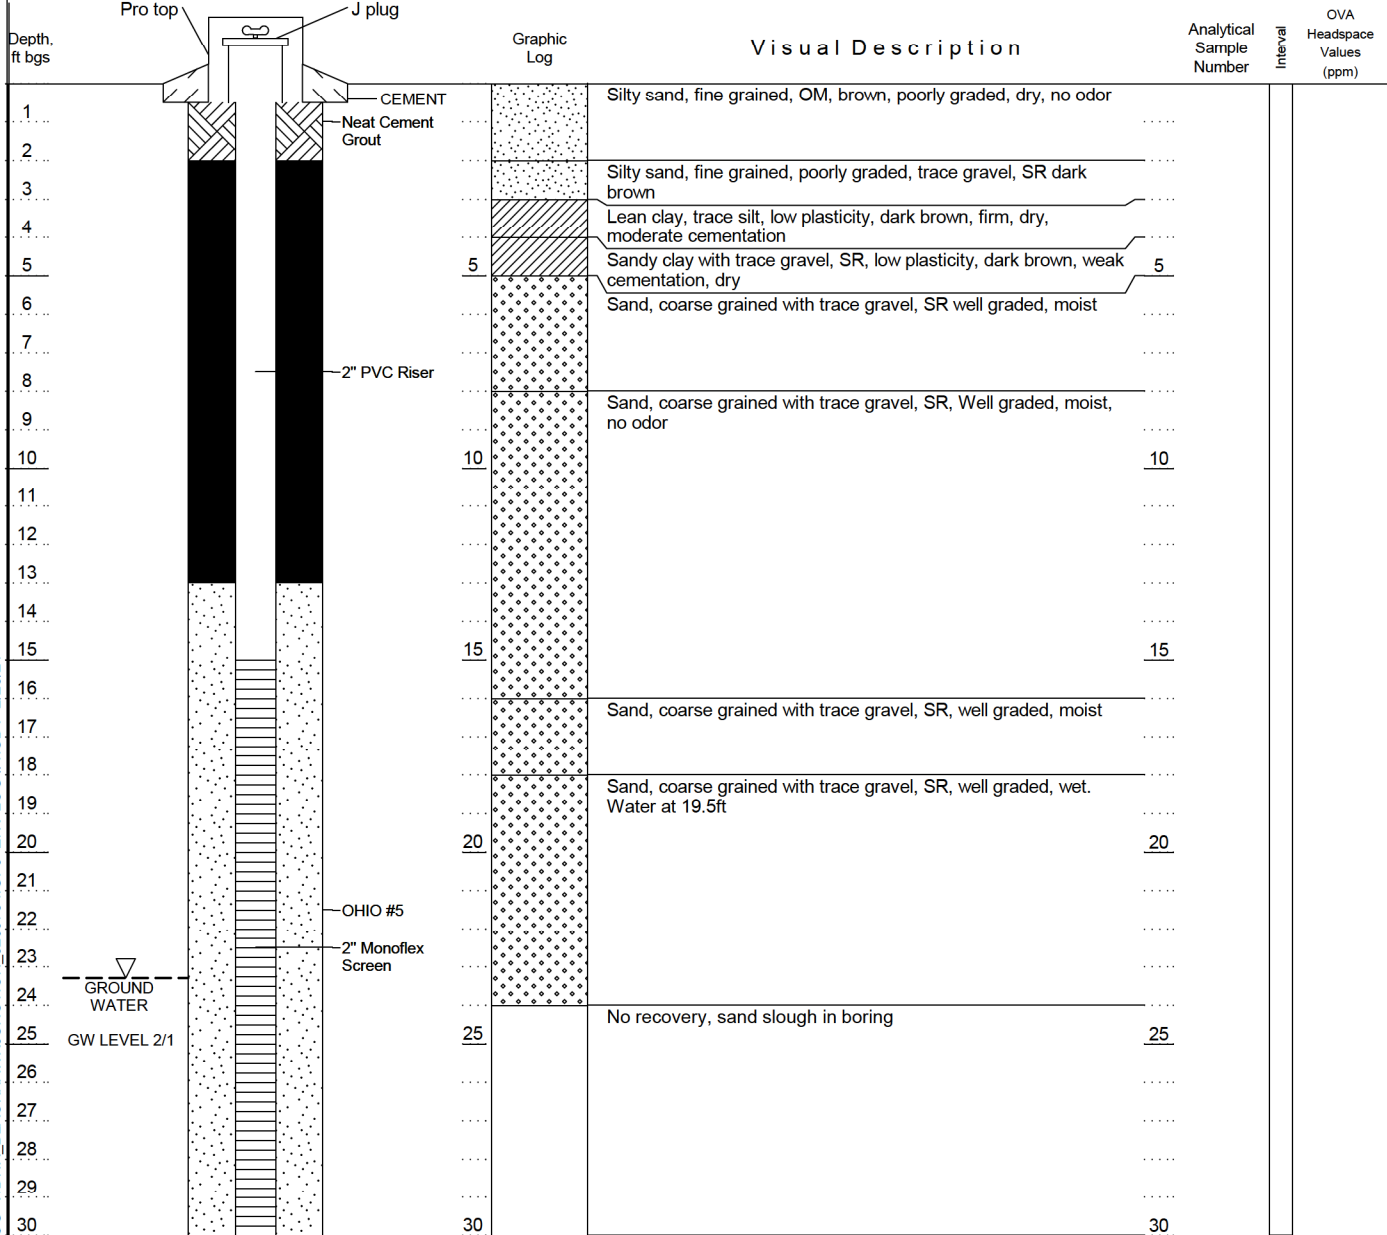 Pro top
J plug
Depth,
ft bgs
Graphic
Log
Visual Description
Analytical
Sample
Number
Interval
OVA
Headspace
Values
(ppm)
CEMENT
Neat Cement
Grout
2" PVC Riser
OHIO #5
2" Monoflex
Screen
GROUND
WATER
GW LEVEL 2/1
1
2
3
4
5
6
7
8
9
10
11
12
13
14
15
16
17
18
19
20
21
22
23
24
25
26
27
28
29
30
5
10
15
20
25
30
Silty sand, fine grained, OM, brown, poorly graded, dry, no odor
Silty sand, fine grained, poorly graded, trace gravel, SR dark
brown
Lean clay, trace silt, low plasticity, dark brown, firm, dry,
moderate cementation
Sandy clay with trace gravel, SR, low plasticity, dark brown, weak
cementation, dry
Sand, coarse grained with trace gravel, SR well graded, moist
Sand, coarse grained with trace gravel, SR, Well graded, moist,
no odor
Sand, coarse grained with trace gravel, SR, well graded, moist
Sand, coarse grained with trace gravel, SR, well graded, wet.
Water at 19.5ft
No recovery, sand slough in boring
5
10
15
20
25
30